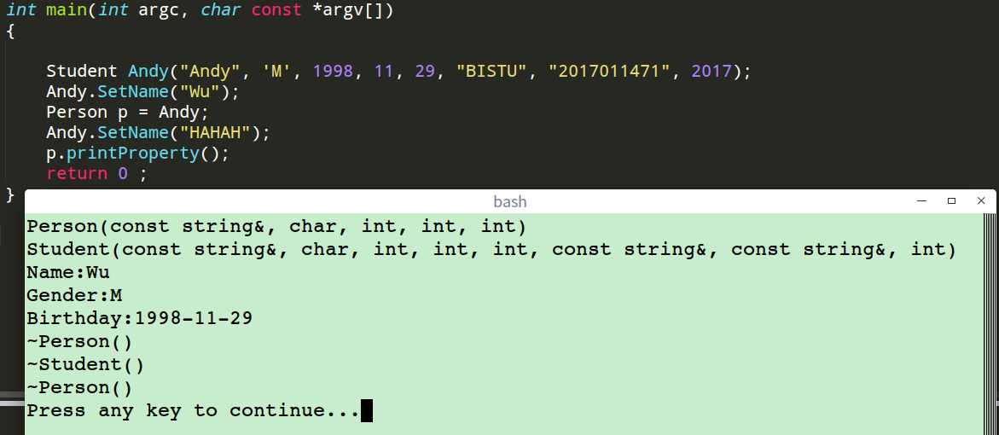 int main(int argc, char const *argv[])
{
Student Andy("Andy", 'M', 1998, 11, 29, "BISTU", "2017011471", 2017);
Andy.SetName("Wu");
Person p = Andy;
Andy.SetName("HAHAH");
p.printProperty();
return 0 ;
}
bash
Person(const string&, char, int, int, int)
Student(const string&, char, int, int, int, const string&, const string&, int)
Name:Wu
Gender:M
Birthday:1998-11-29
~Person()
~Student()
~Person()
Press any key to continue...